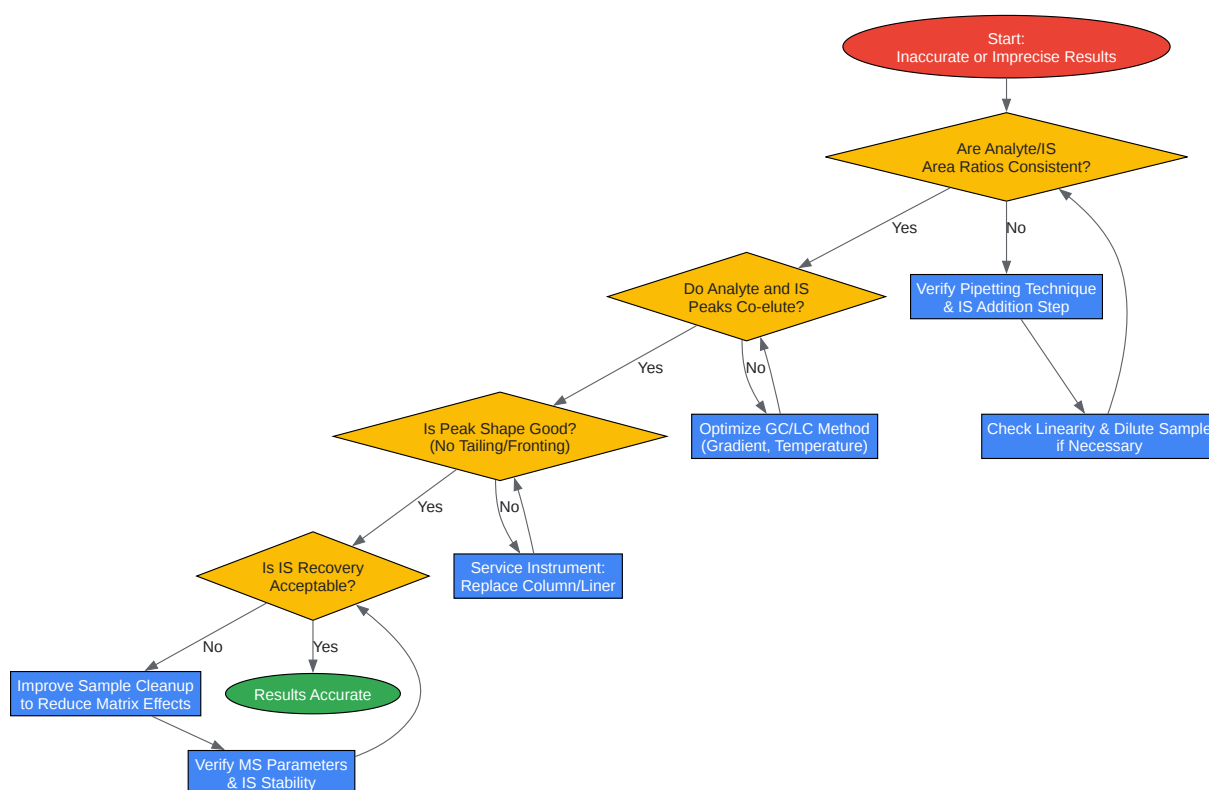 Start:
Inaccurate or Imprecise Results
Are Analyte/IS
Area Ratios Consistent?
Yes
No
Do Analyte and IS
Peaks Co-elute?
Verify Pipetting Technique
& IS Addition Step
Yes
No
Is Peak Shape Good?
(No Tailing/Fronting)
Optimize GC/LC Method
(Gradient, Temperature)
Check Linearity & Dilute Sample
if Necessary
Yes
No
Is IS Recovery
Acceptable?
Service Instrument:
Replace Column/Liner
No
Yes
Improve Sample Cleanup
to Reduce Matrix Effects
Results Accurate
Verify MS Parameters
& IS Stability